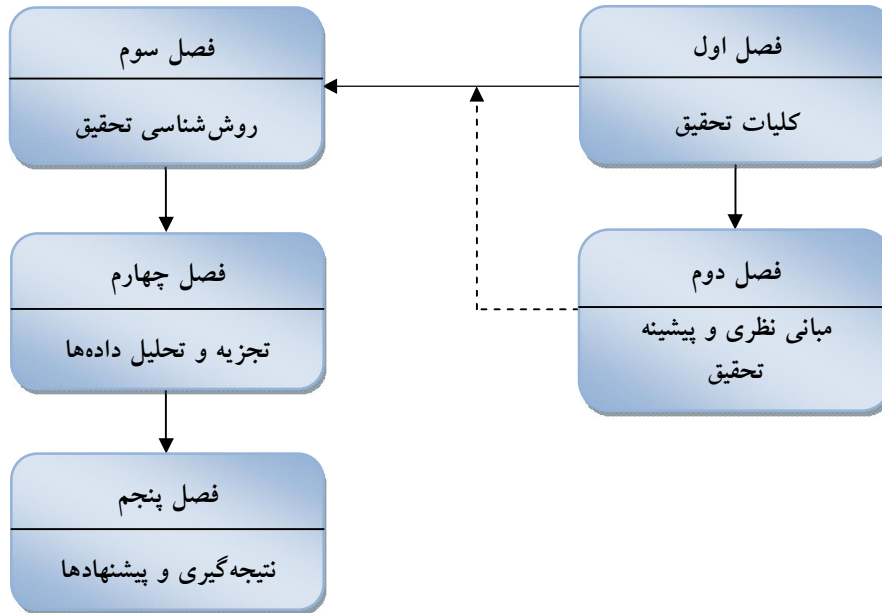 فصل اول
کلیات تحقیق
فصل دوم
مبانی نظری و پیشینه
تحقیق
فصل سوم
روش‌شناسی تحقیق
فصل چهارم
تجزیه و تحلیل داده‌ها
فصل پنجم
نتیجه‌گیری و پیشنهادها